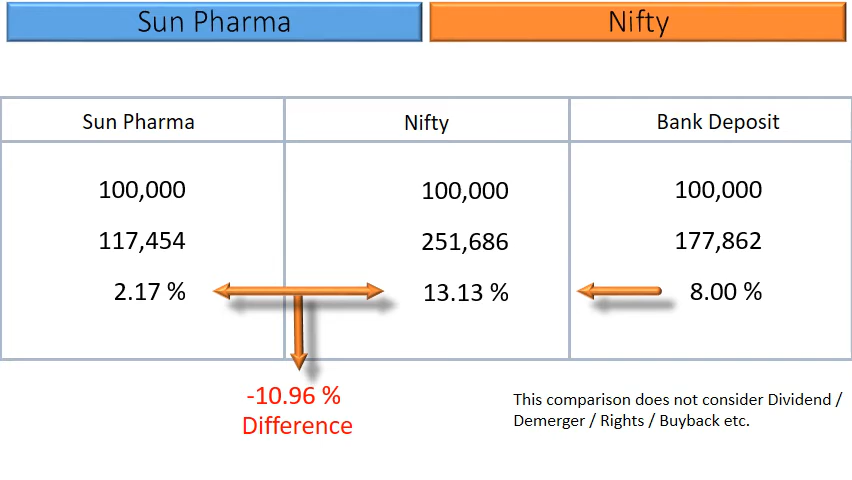 Sun Pharma
Nifty
Sun Pharma
Nifty
Bank Deposit
100,000
100,000
100,000
117,454
251,686
177,862
2.17 %
13.13 %
8.00 %
-10.96 %
Difference
This comparison does not consider Dividend /
Demerger / Rights / Buyback etc.